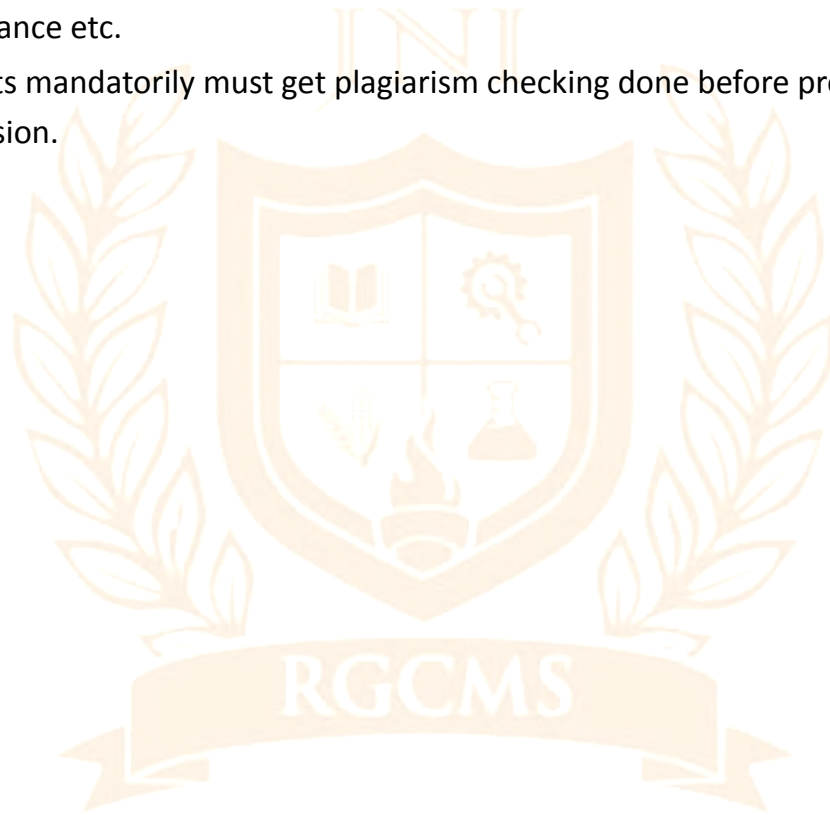 ance etc.
ts mandatorily must get plagiarism checking done before pr
sion.
RGCMS